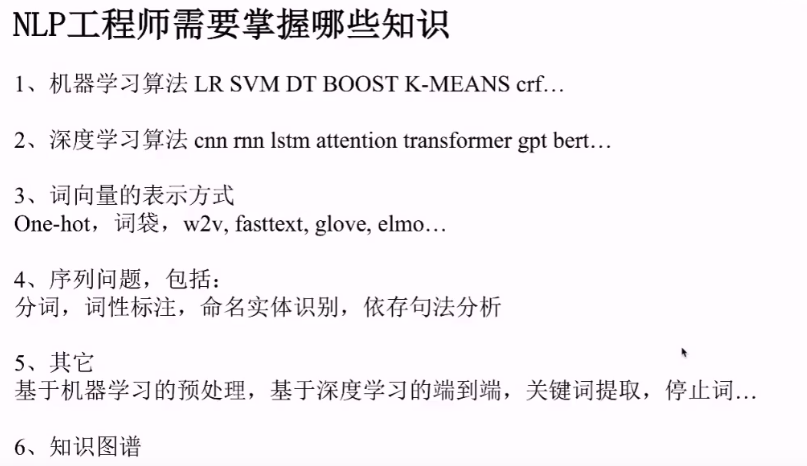 NLP工程师需要掌握哪些知识
1、机器学习算法 LR SVM DT BOOST K-MEANS crf…
2、深度学习算法 cnn rnn lstm attention transformer gpt bert…
3、词向量的表示方式
One-hot，词袋，w2v, fasttext, glove, elmo…
4、序列问题，包括：
分词，词性标注，命名实体识别，依存句法分析
5、其它
基于机器学习的预处理，基于深度学习的端到端，关键词提取，停止词…
6、知识图谱